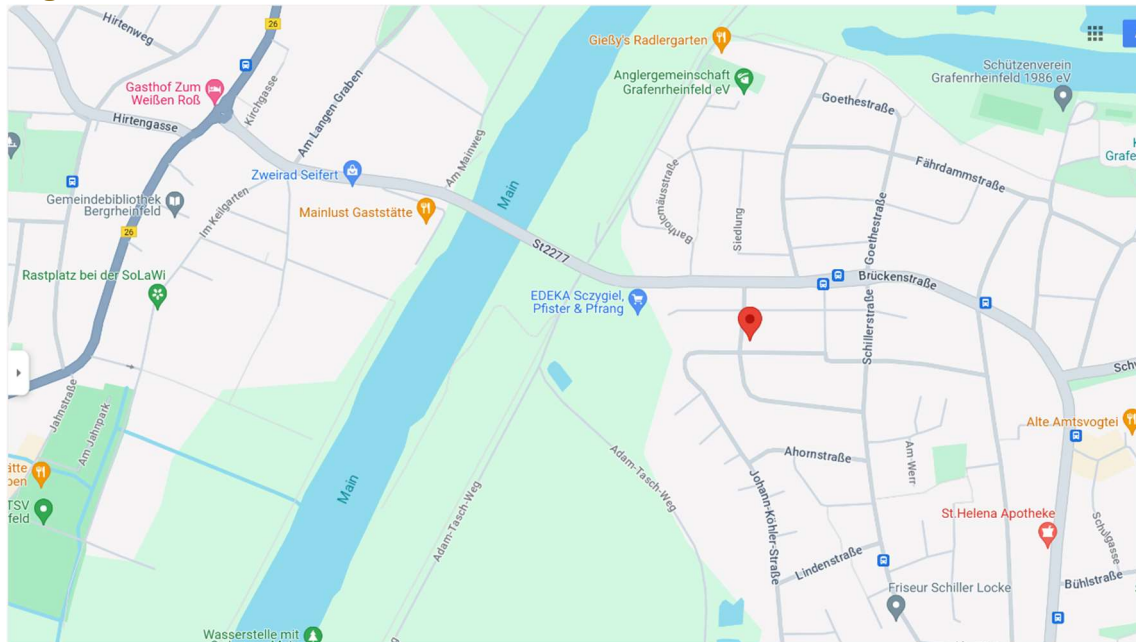 Hirtenweg
26
Gießy's Radlergarten
Anglergemeinschaft
Grafenrheinfeld eV
Schützenverein
Grafenrheinfeld 1986 eV
Gasthof Zum
Weißen Roß
Kirchgasse
Am Langen Graben
Hirtengasse
Goethestraße
Fährdammstraße
Grafe
Am Mainweg
Main
Zweirad Seifert
Mainlust Gaststätte
Gemeindebibliothek
Bergrheinfeld
Im Keilgarten
26
Bartholomäusstraße
Siedlung
Goethestraße
St2277
Brückenstraße
Rastplatz bei der SoLaWi
EDEKA Sczygiel,
Pfister & Pfrang
Schillerstraße
Jahnstraße
Am Jahnpark
Alte Amtsvogtei
Ahornstraße
Am Werr
Adam-Tasch-Weg
Johann-Köhler-Straße
Main
Adam-Tasch-Weg
TSV
feld
St.Helena Apotheke
Schulgasse
Lindenstraße
Bühlstraße
Friseur Schiller Locke
Wasserstelle mit